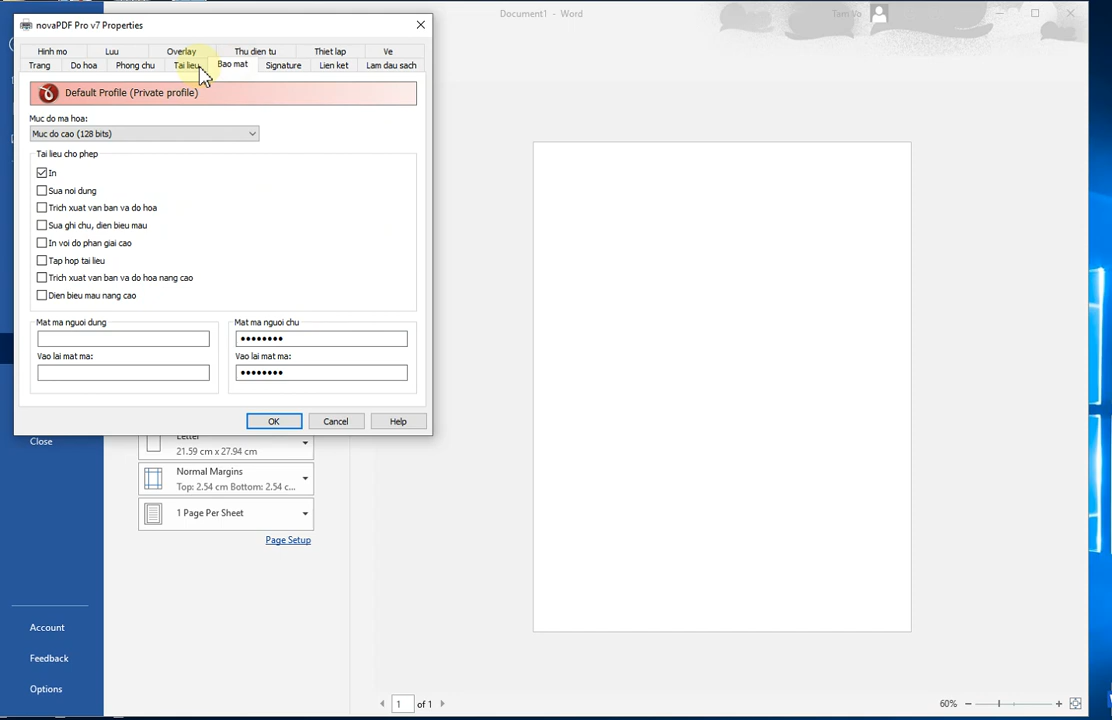 novaPDF Pro v7 Properties
Document1 - Word
Tam Vo
Hinh mo
Luu
Overlay
Thu dien tu
Thiet lap
Ve
Trang
Do hoa
Phong chu
Tai lieu
Bao mat
Signature
Lien ket
Lam dau sach
Default Profile (Private profile)
Muc do ma hoa:
Muc do cao (128 bits)
Tai lieu cho phep
In
Sua noi dung
Trich xuat van ban va do hoa
Sua ghi chu, dien bieu mau
In voi do phan giai cao
Tap hop tai lieu
Trich xuat van ban va do hoa nang cao
Dien bieu mau nang cao
Mat ma nguoi dung
Mat ma nguoi chu
Vao lai mat ma:
Vao lai mat ma:
OK
Cancel
Help
Close
Letter
21.59 cm x 27.94 cm
Normal Margins
Top: 2.54 cm Bottom: 2.54 c...
1 Page Per Sheet
Page Setup
Account
Feedback
Options
1 of 1
60%